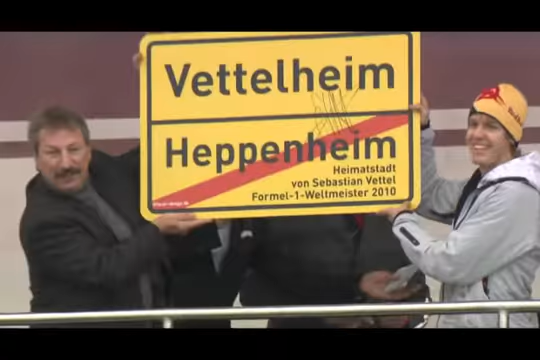 Vettelheim
Heppenheim
Heimatstadt
von Sebastian Vettel
Formel-1-Weltmeister 2010